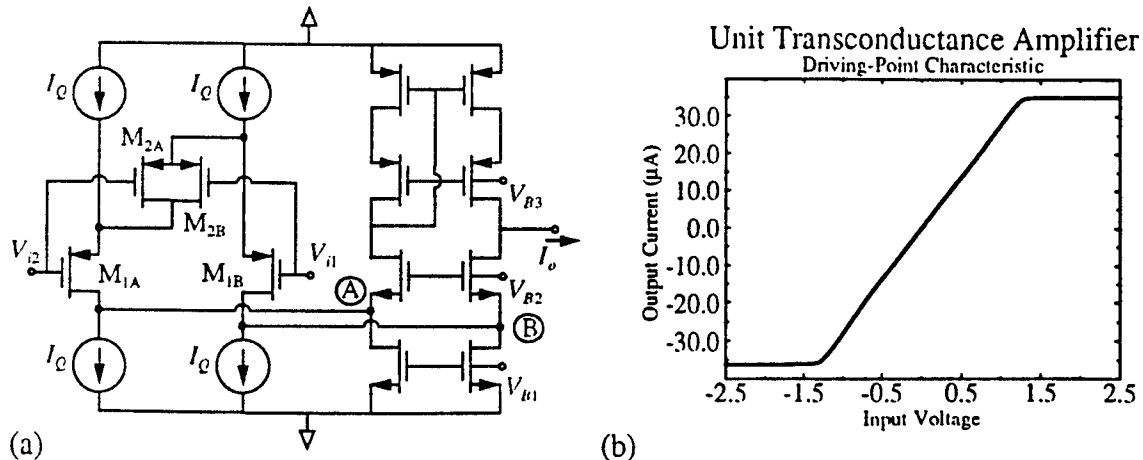 I_Q
I_Q
M_2A
M_2B
V_i2
M_1A
M_1B
V_i1
I_Q
I_Q
A
B
V_B3
I_o
V_B2
V_B1
(a)
Unit Transconductance Amplifier
Driving-Point Characteristic
Output Current (µA)
30.0
20.0
10.0
0.0
-10.0
-20.0
-30.0
-2.5 -1.5 -0.5 0.5 1.5 2.5
Input Voltage
(b)